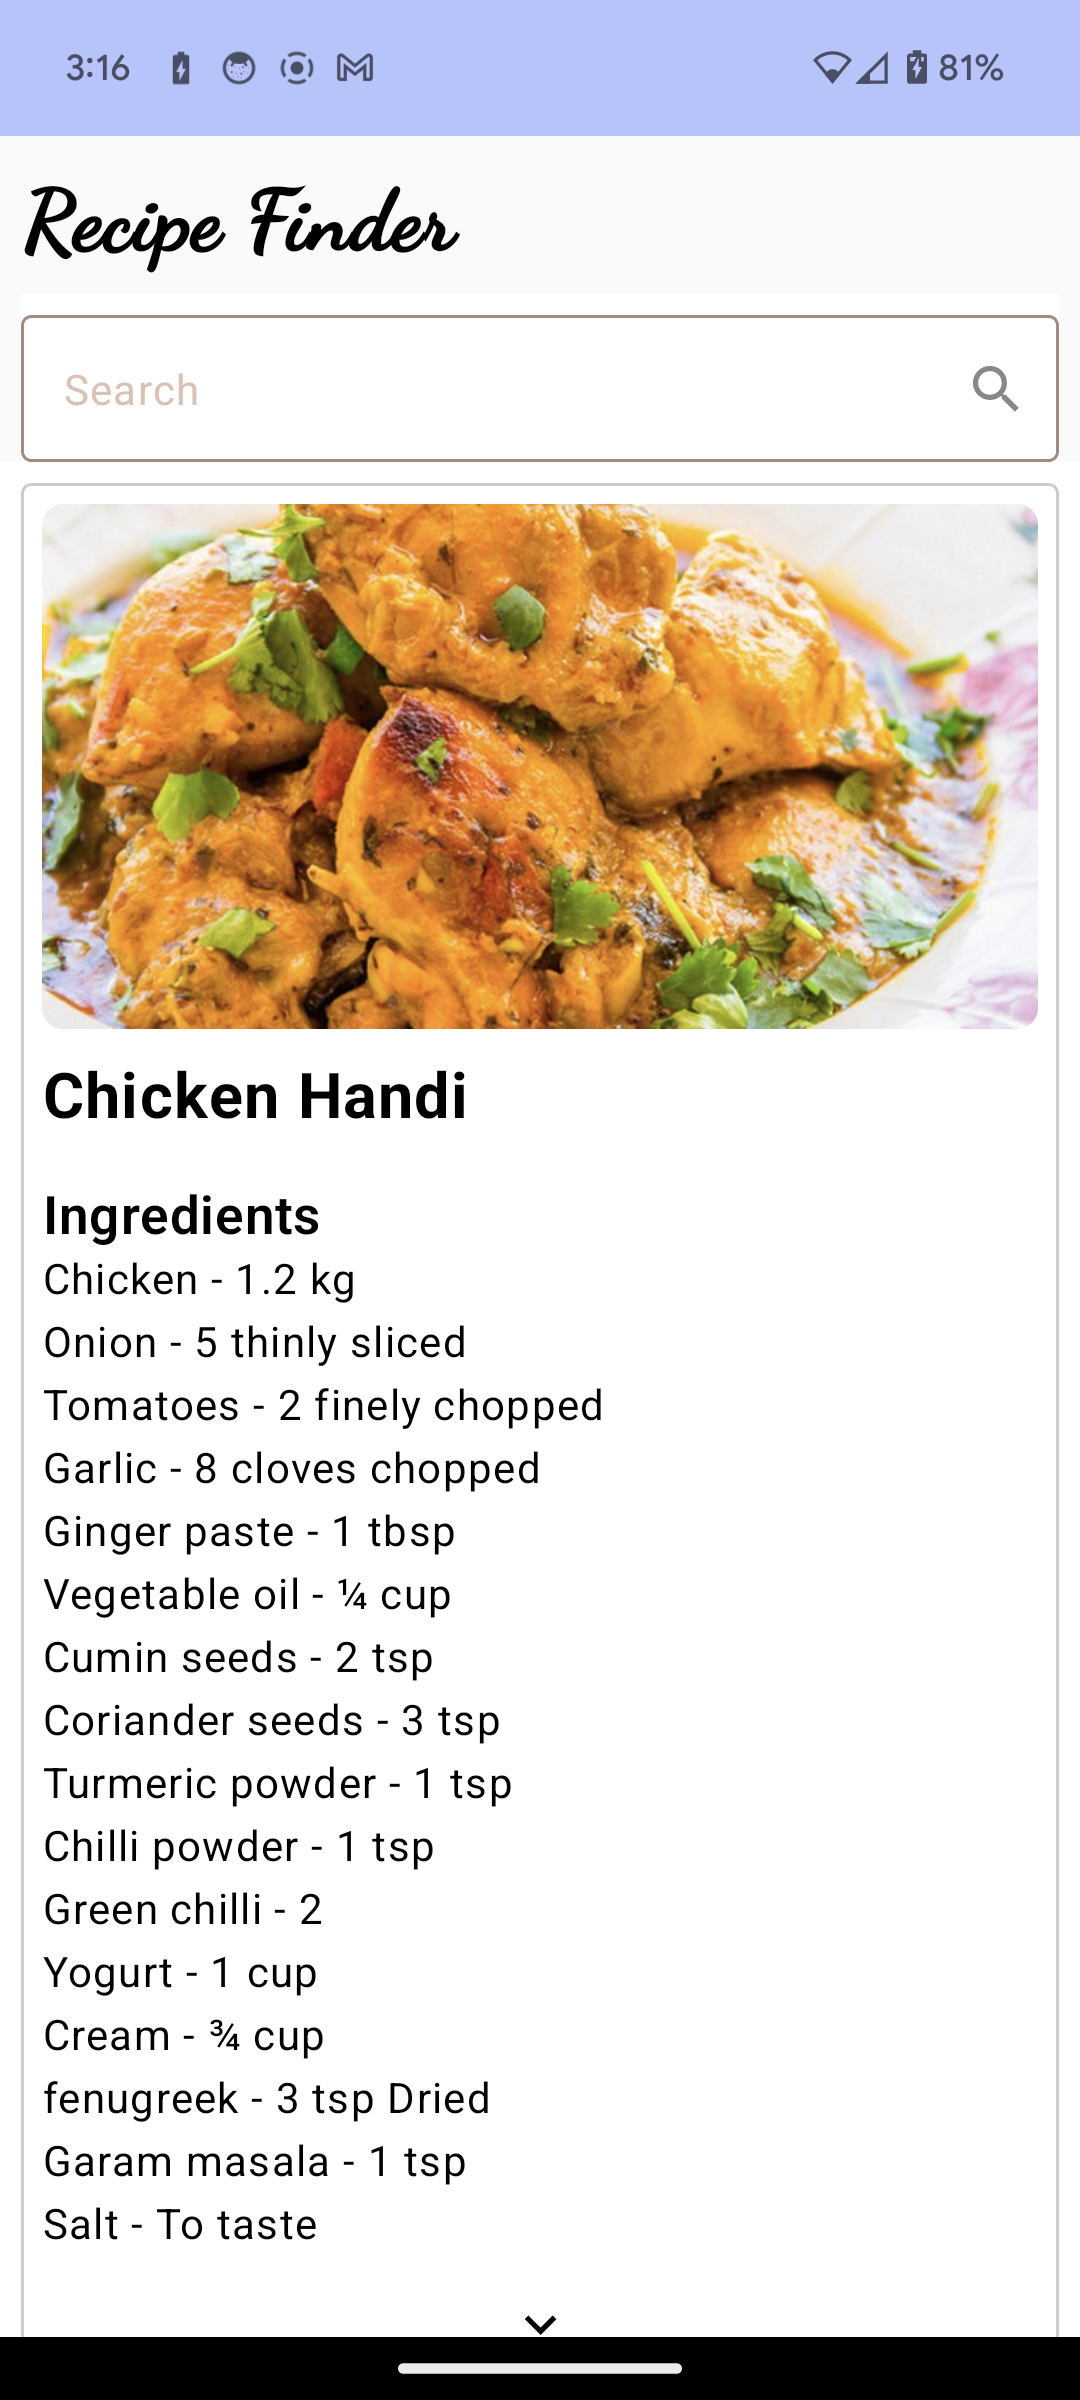 3:16
81%
Recipe Finder
Search
Chicken Handi
Ingredients
Chicken - 1.2 kg
Onion - 5 thinly sliced
Tomatoes - 2 finely chopped
Garlic - 8 cloves chopped
Ginger paste - 1 tbsp
Vegetable oil - ¼ cup
Cumin seeds - 2 tsp
Coriander seeds - 3 tsp
Turmeric powder - 1 tsp
Chilli powder - 1 tsp
Green chilli - 2
Yogurt - 1 cup
Cream - ¾ cup
fenugreek - 3 tsp Dried
Garam masala - 1 tsp
Salt - To taste